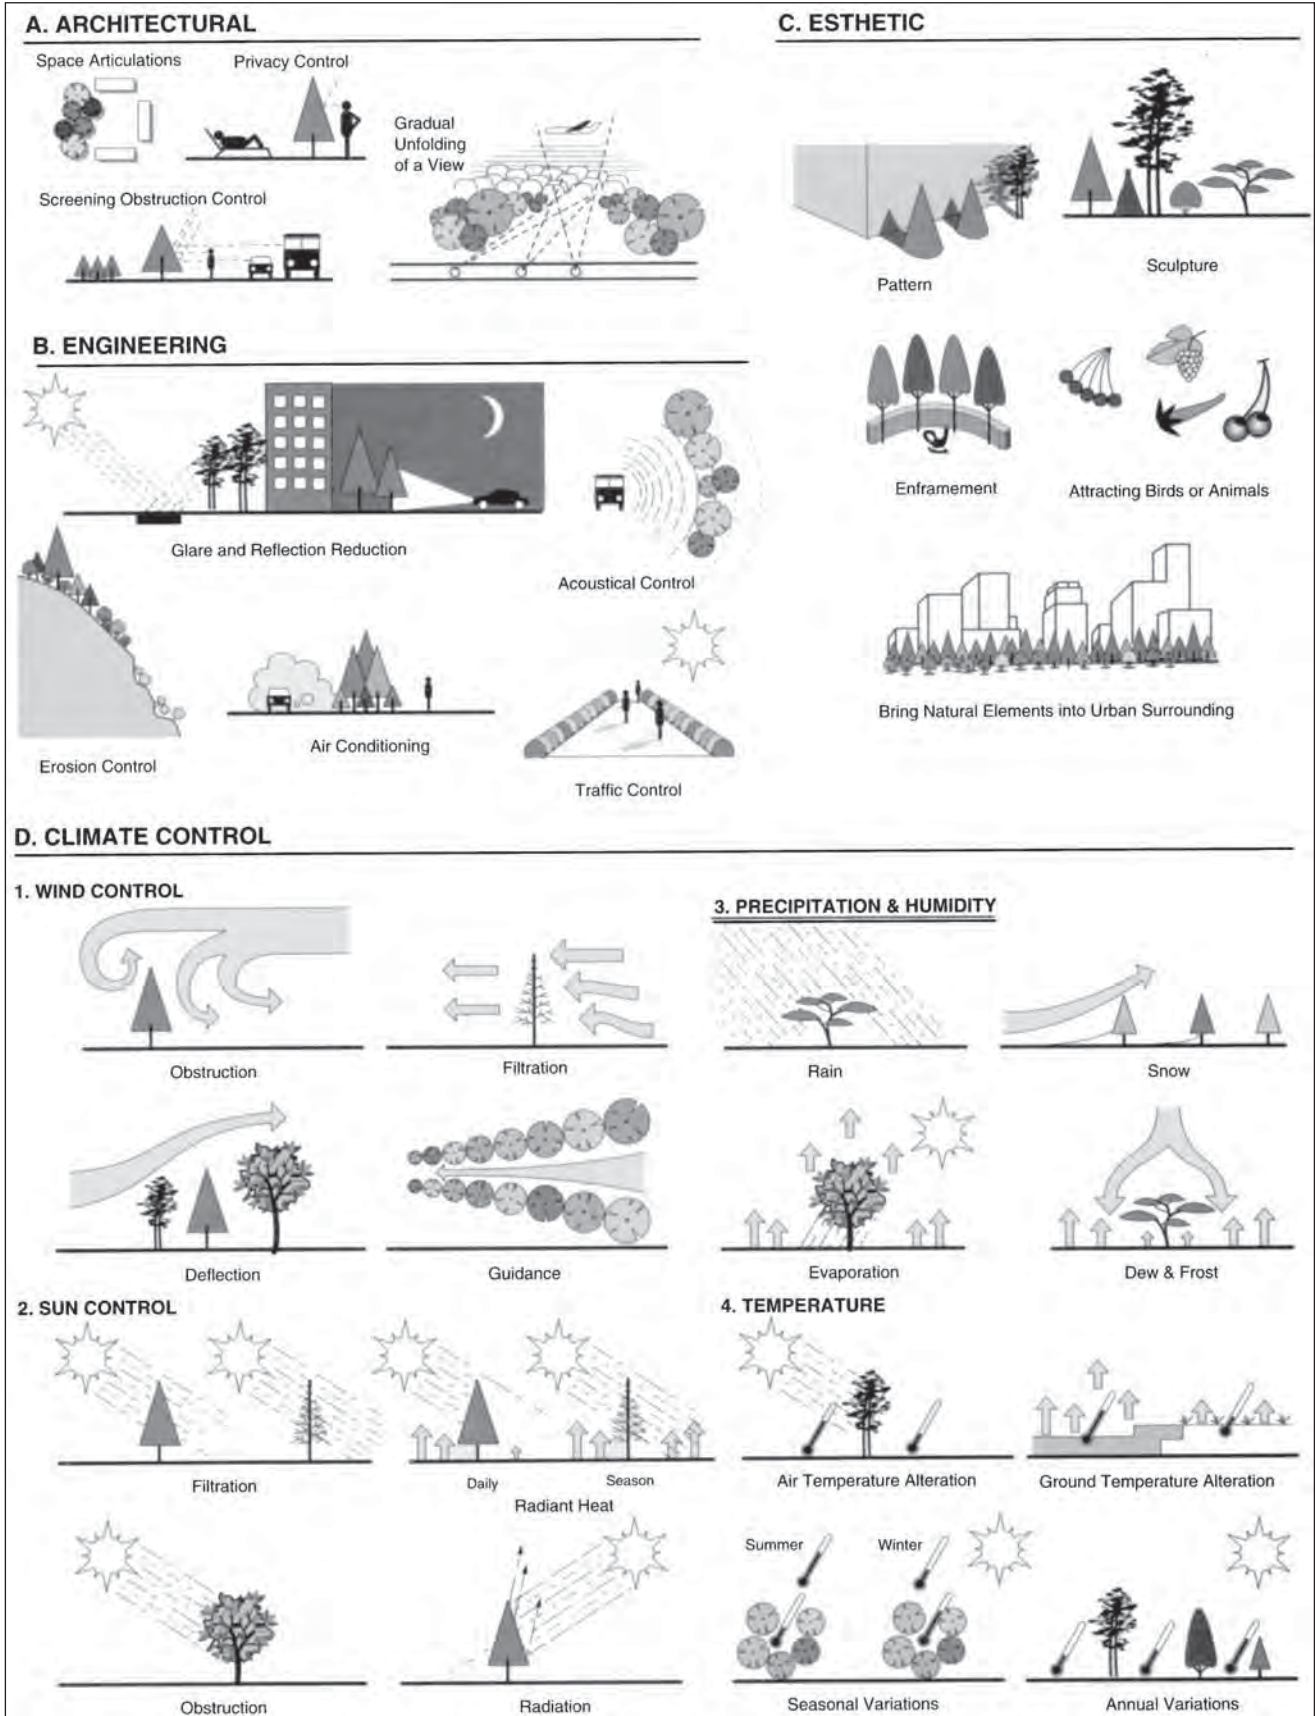 A. ARCHITECTURAL
Space Articulations
Privacy Control
Gradual
Unfolding
of a View
Screening Obstruction Control
B. ENGINEERING
Glare and Reflection Reduction
Acoustical Control
Erosion Control
Air Conditioning
Traffic Control
C. ESTHETIC
Pattern
Sculpture
Enframement
Attracting Birds or Animals
Bring Natural Elements into Urban Surrounding
D. CLIMATE CONTROL
1. WIND CONTROL
Obstruction
Filtration
Deflection
Guidance
2. SUN CONTROL
Filtration
Daily
Season
Radiant Heat
Obstruction
Radiation
3. PRECIPITATION & HUMIDITY
Rain
Snow
Evaporation
Dew & Frost
4. TEMPERATURE
Air Temperature Alteration
Ground Temperature Alteration
Summer
Winter
Seasonal Variations
Annual Variations